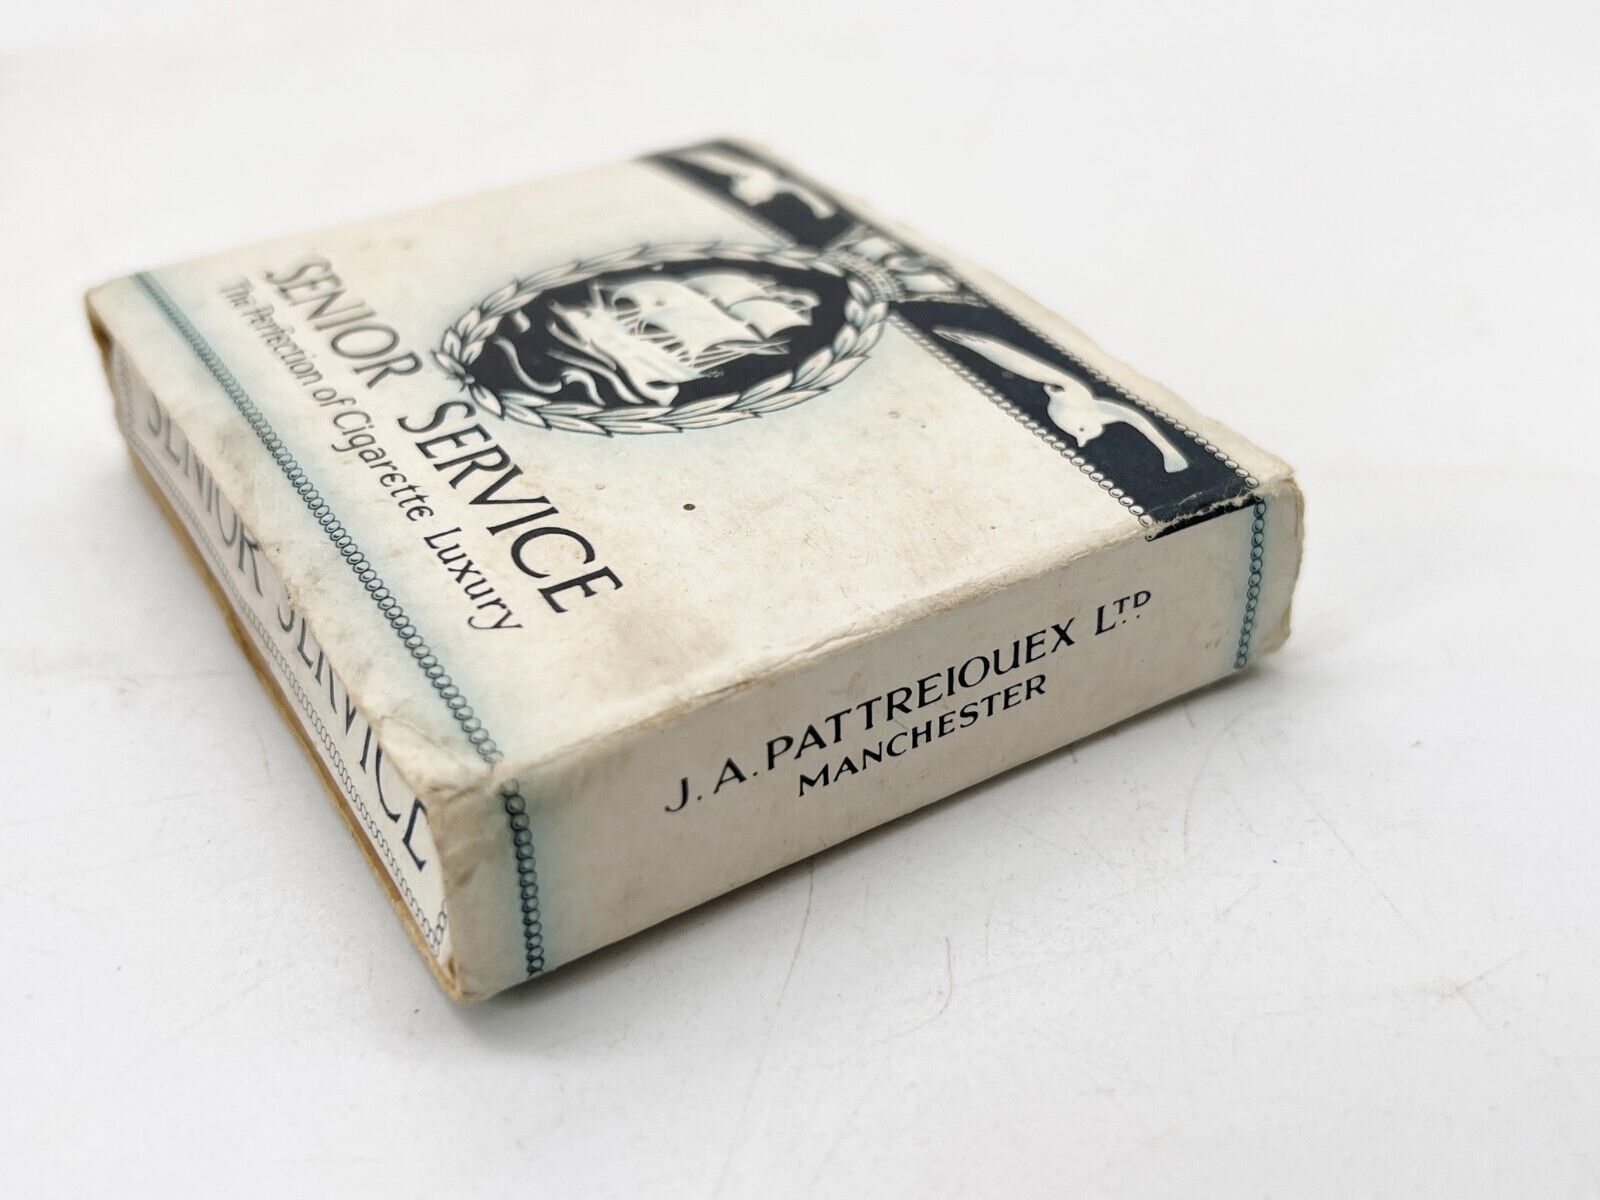 SENIOR SERVICE
The Perfection of Cigarette Luxury
SENIOR SERVICE
J. A. PATTREIOUEX LTD.
MANCHESTER